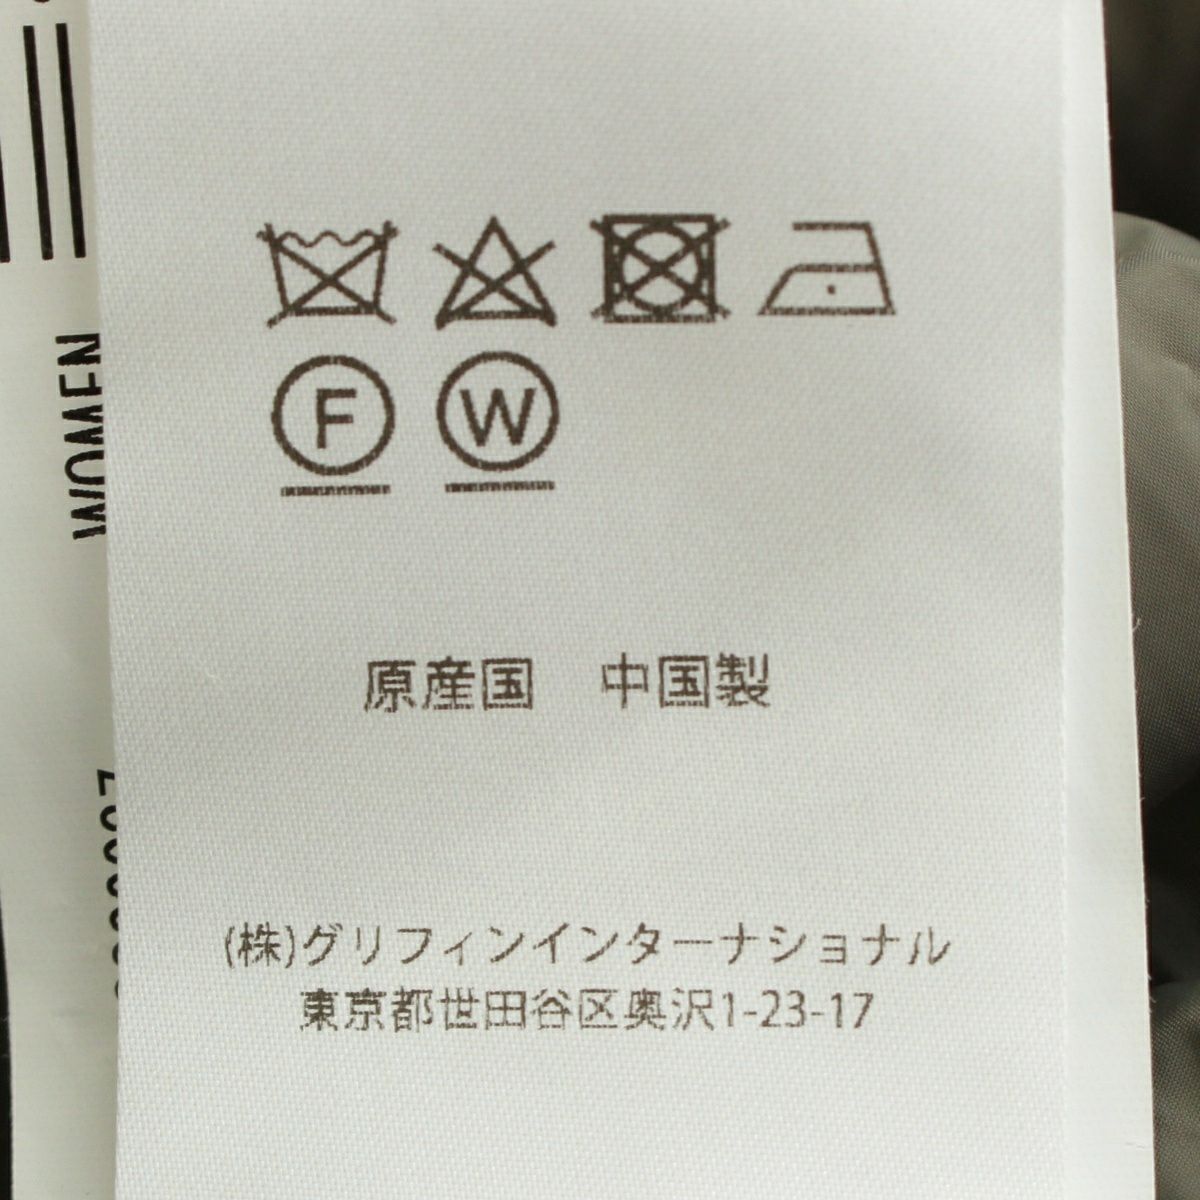 F W
原産国 中国製
(株)グリフィンインターナショナル
東京都世田谷区奥沢1-23-17
WOMEN